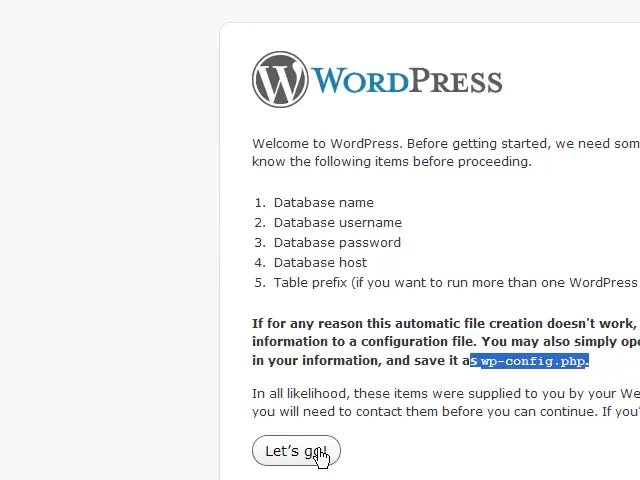 WORDPRESS
Welcome to WordPress. Before getting started, we need som
know the following items before proceeding.
1. Database name
2. Database username
3. Database password
4. Database host
5. Table prefix (if you want to run more than one WordPress
If for any reason this automatic file creation doesn't work,
information to a configuration file. You may also simply ope
in your information, and save it as wp-config.php.
In all likelihood, these items were supplied to you by your We
you will need to contact them before you can continue. If you'
Let's go!